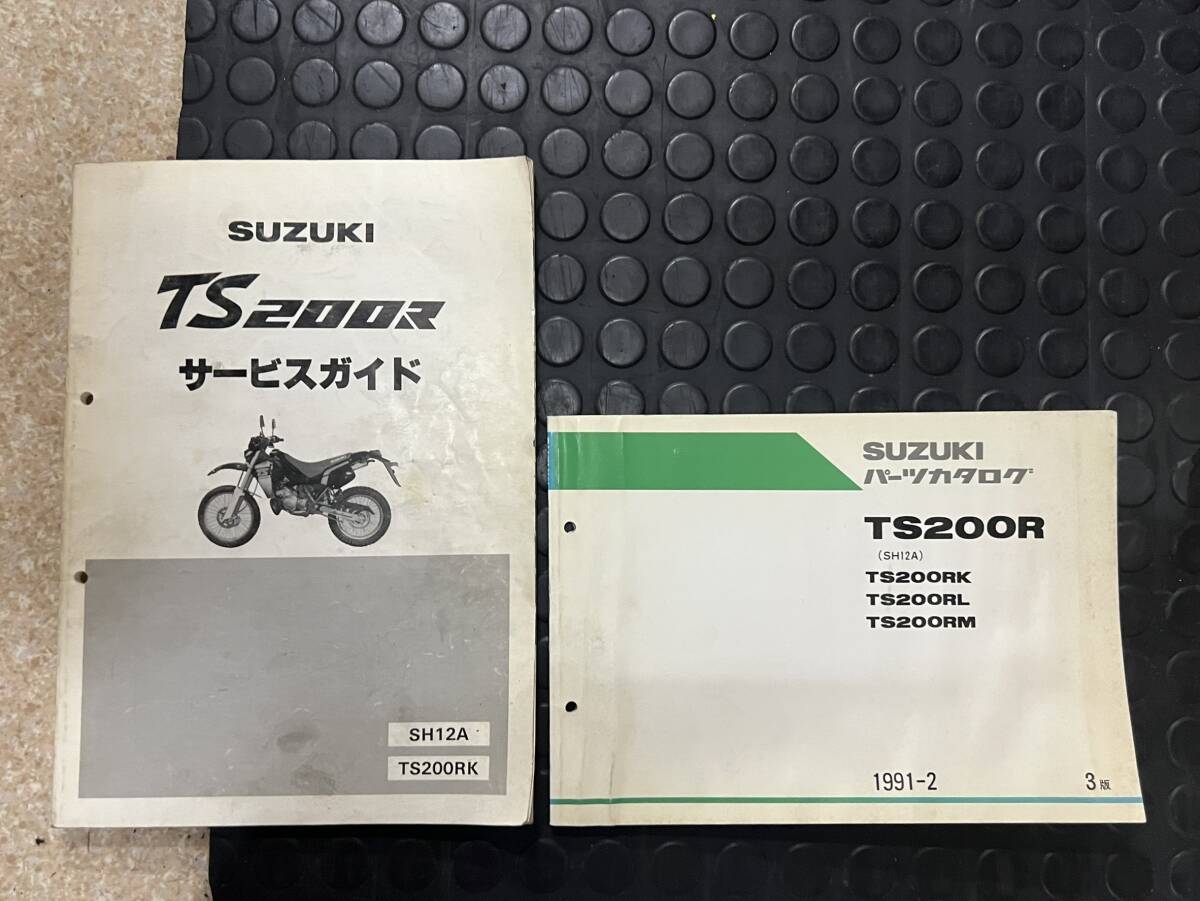 SUZUKI
TS200R
サービスガイド
SH12A
TS200RK
SUZUKI
パーツカタログ
TS200R
(SH12A)
TS200RK
TS200RL
TS200RM
1991-2
3版